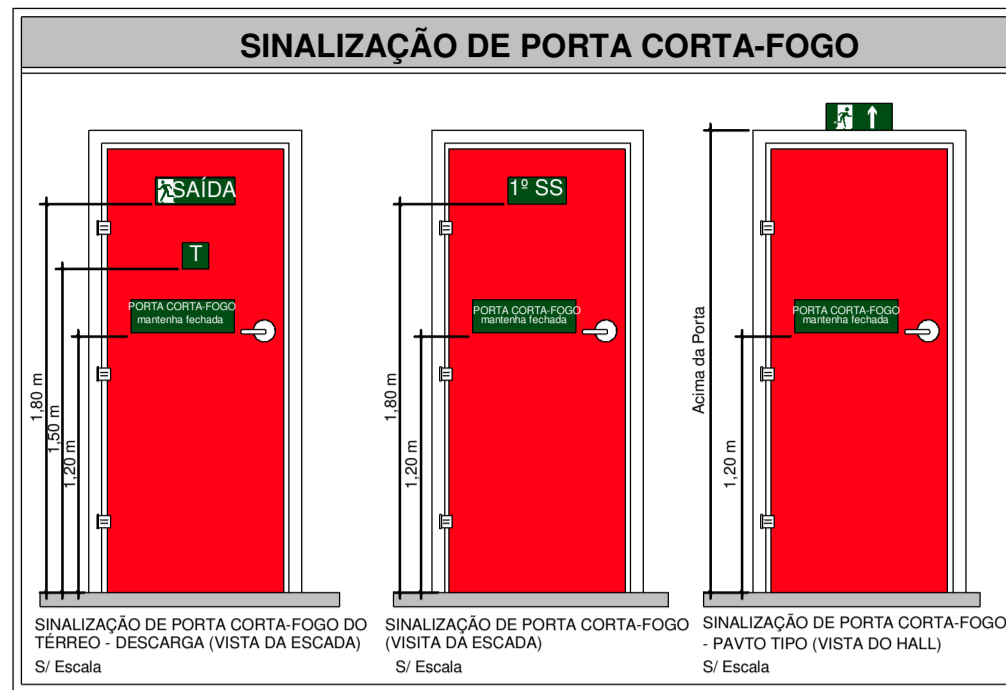 SINALIZAÇÃO DE PORTA CORTA-FOGO
SAÍDA
T
PORTA CORTA-FOGO
mantenha fechada
1,80 m
1,50 m
1,20 m
SINALIZAÇÃO DE PORTA CORTA-FOGO DO
TÉRREO - DESCARGA (VISTA DA ESCADA)
S/ Escala
1º SS
PORTA CORTA-FOGO
mantenha fechada
1,80 m
1,20 m
SINALIZAÇÃO DE PORTA CORTA-FOGO
(VISITA DA ESCADA)
S/ Escala
PORTA CORTA-FOGO
mantenha fechada
Acima da Porta
1,20 m
SINALIZAÇÃO DE PORTA CORTA-FOGO
- PAVTO TIPO (VISTA DO HALL)
S/ Escala